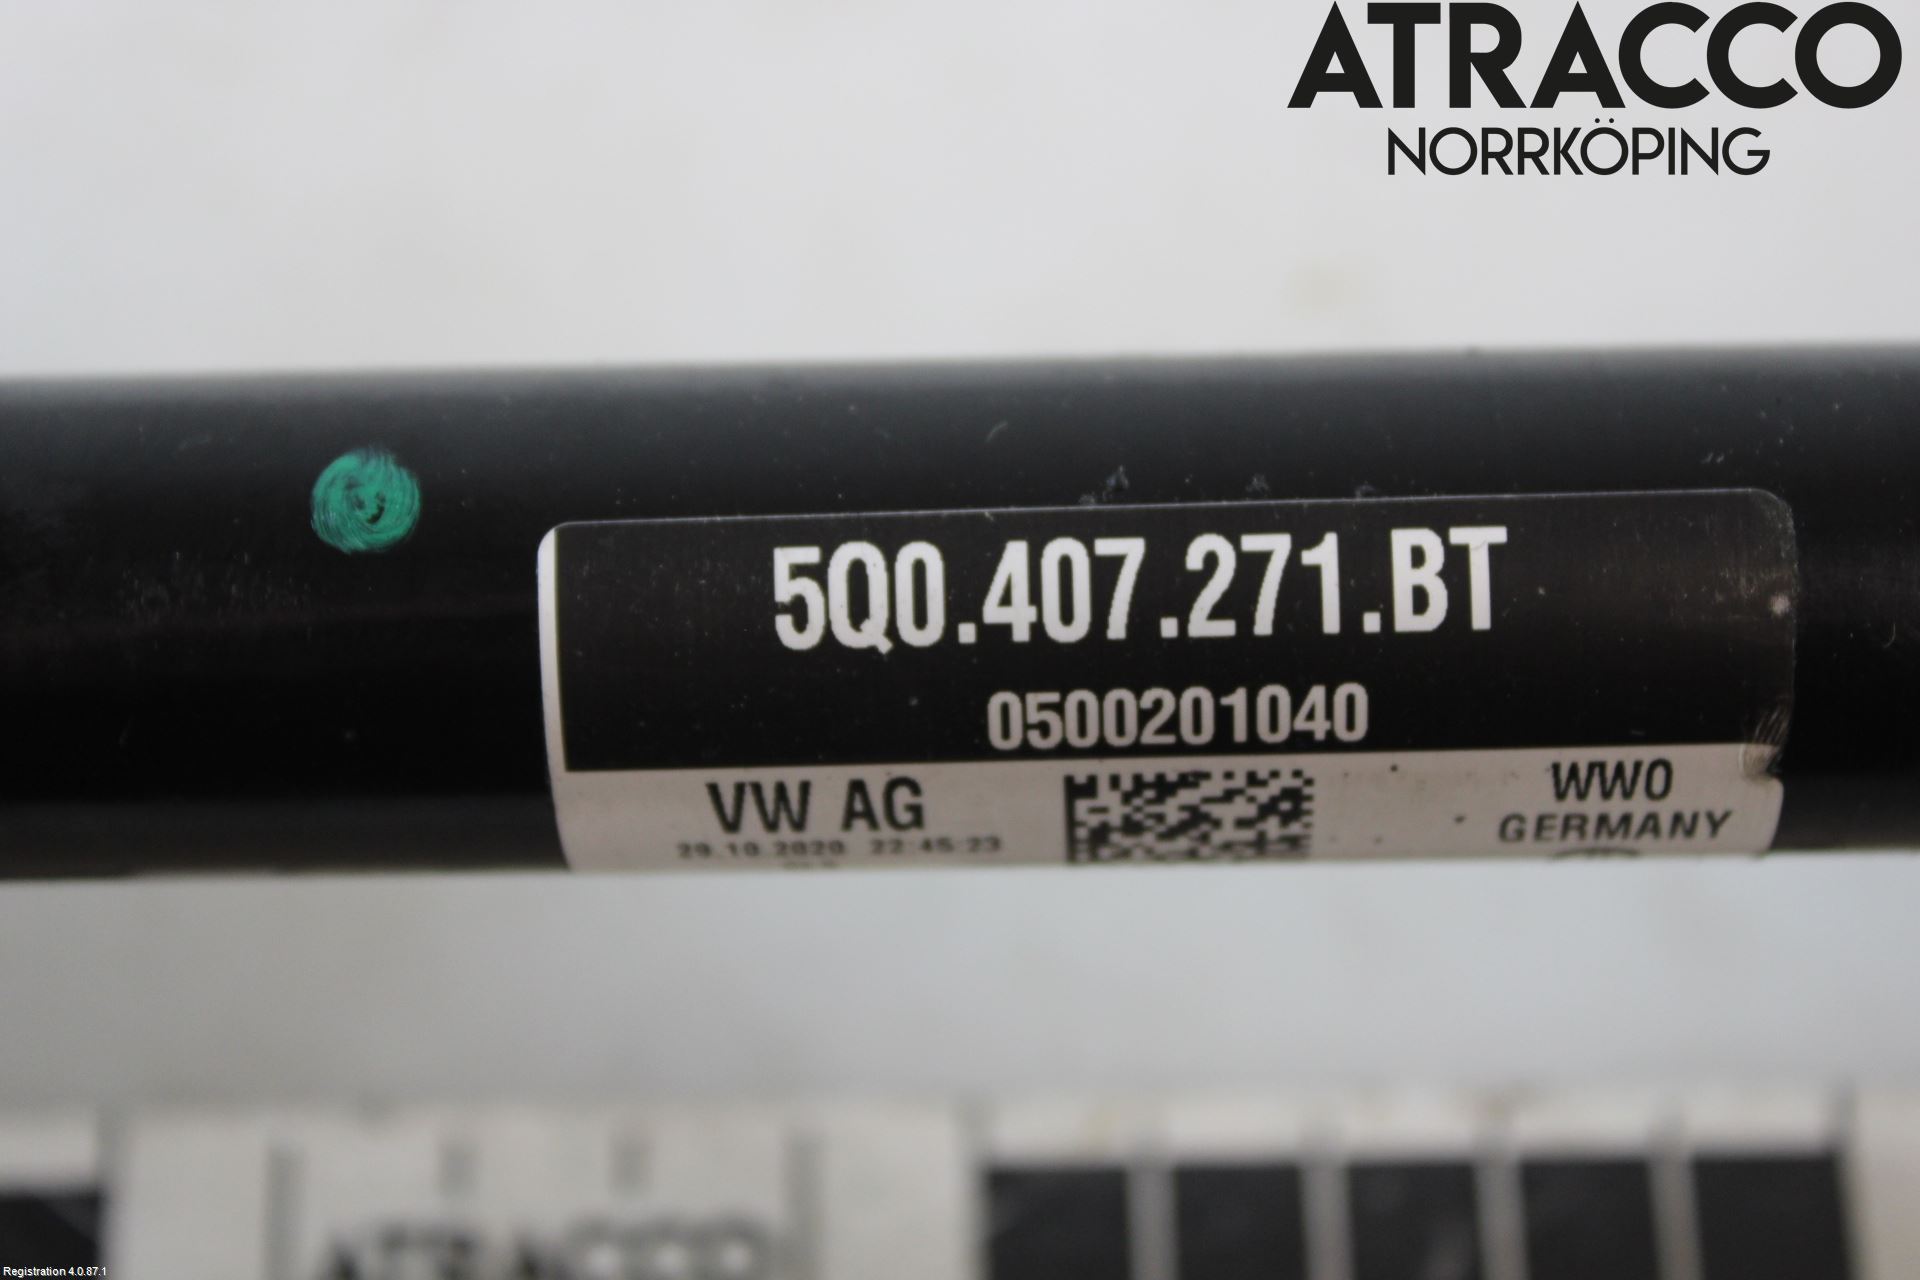 ATRACCO
NORRKÖPING
5Q0.407.271.BT
0500201040
VW AG
WW0
GERMANY
29.10.2020 22:45:23
ATRACCO
Registration 4.0.87.1